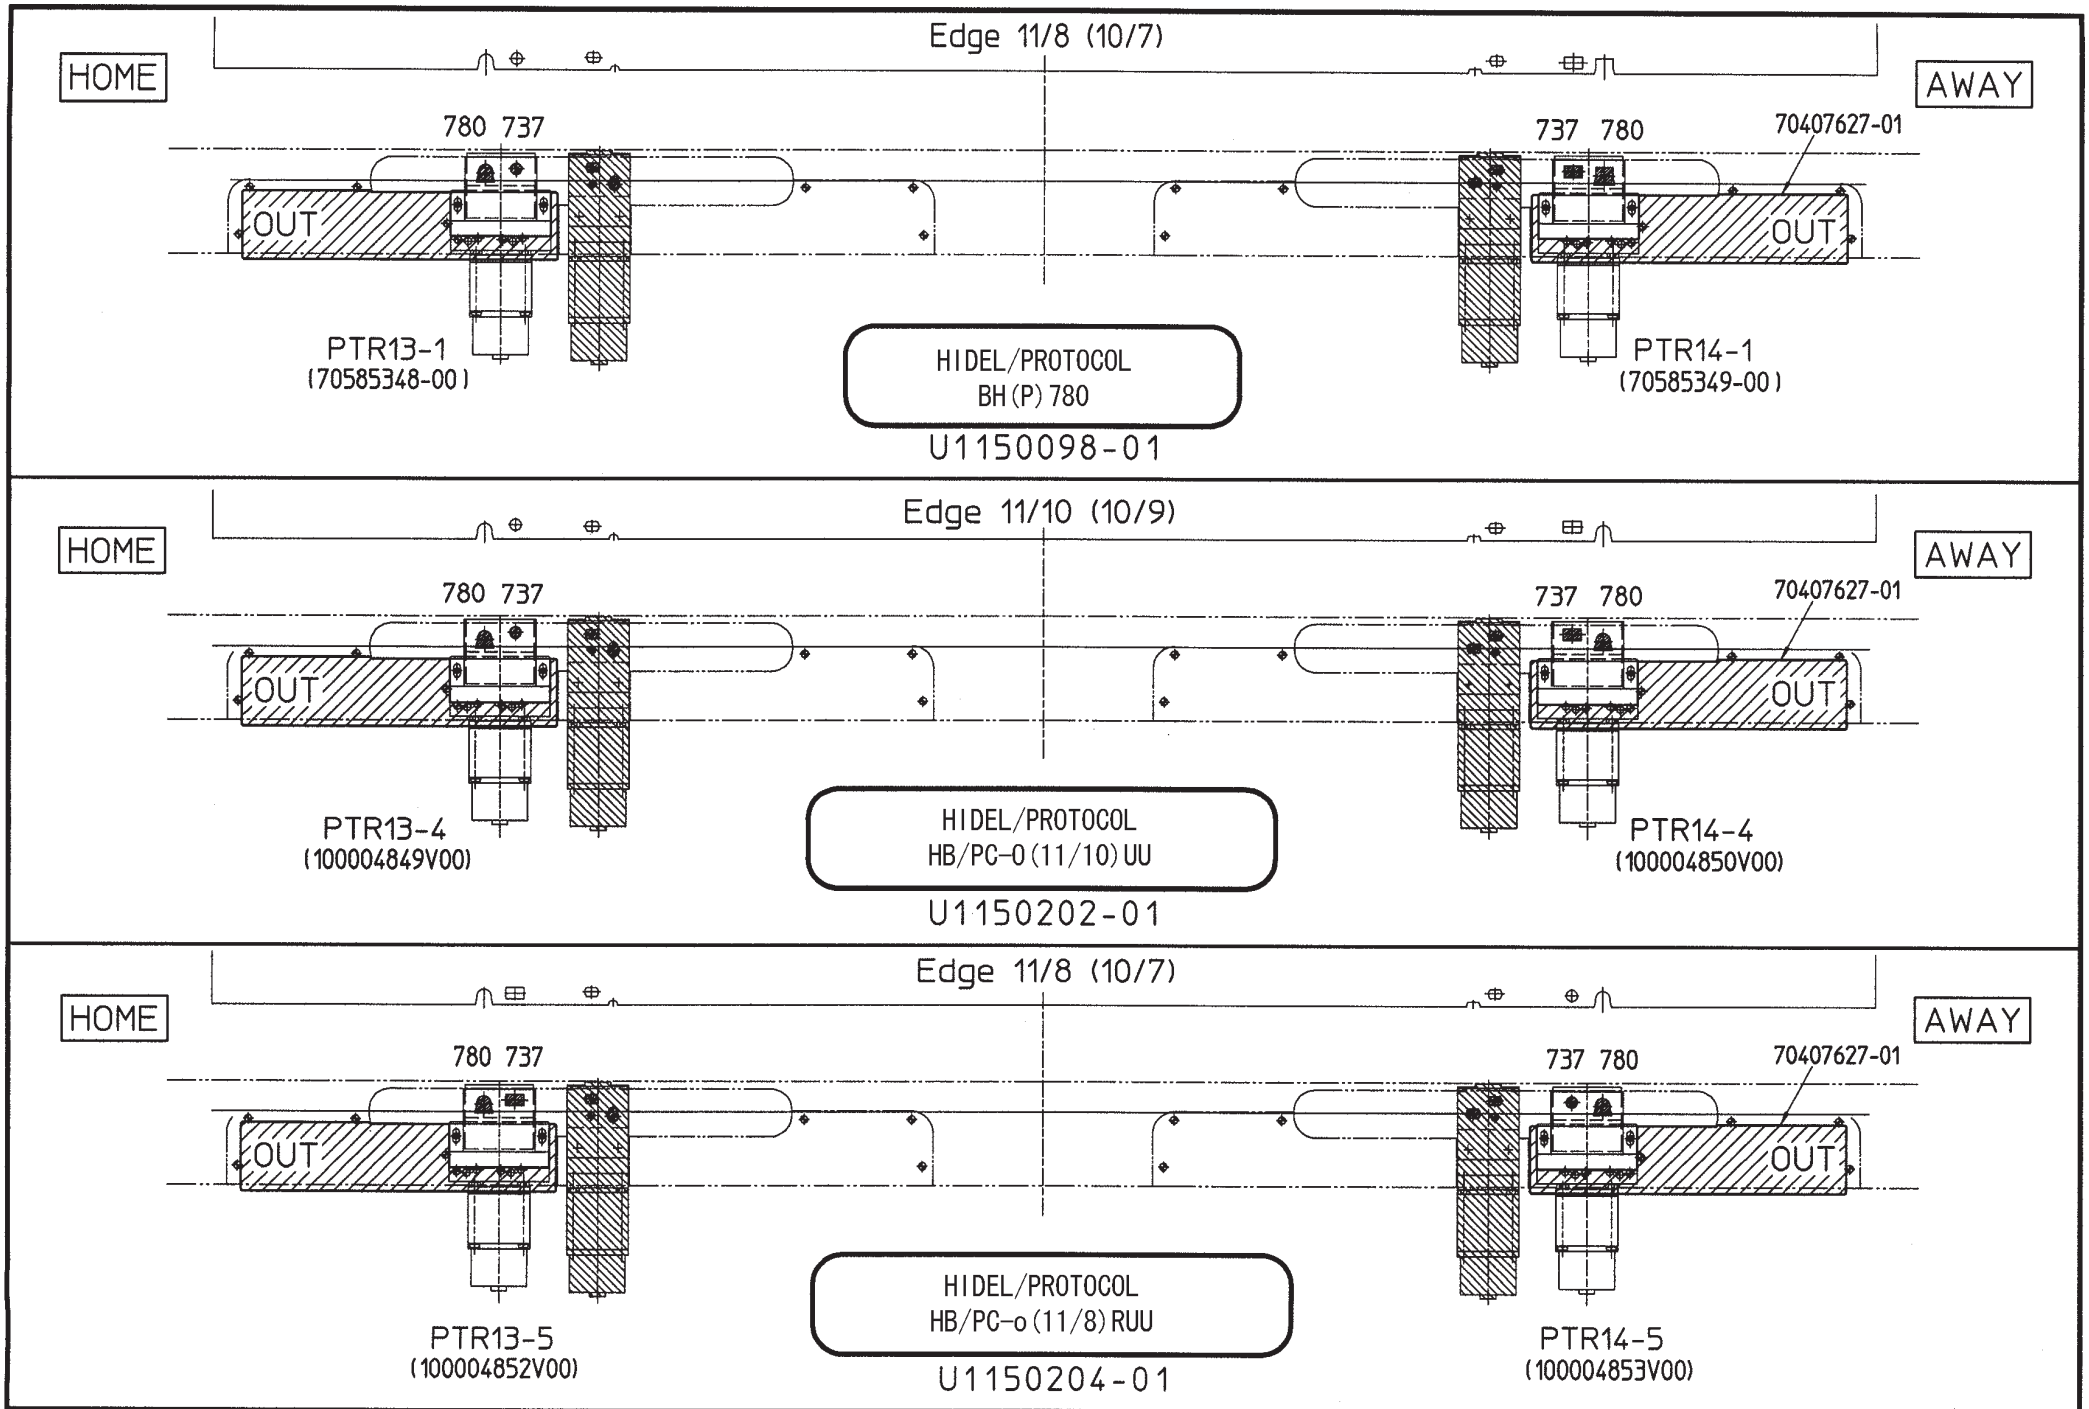 Edge 11/8 (10/7)
HOME
AWAY
780 737
737 780
70407627-01
OUT
OUT
PTR13-1
(70585348-00)
HIDEL/PROTOCOL
BH(P)780
PTR14-1
(70585349-00)
U1150098-01
Edge 11/10 (10/9)
HOME
AWAY
780 737
737 780
70407627-01
OUT
OUT
PTR13-4
(100004849V00)
HIDEL/PROTOCOL
HB/PC-0(11/10)UU
PTR14-4
(100004850V00)
U1150202-01
Edge 11/8 (10/7)
HOME
AWAY
780 737
737 780
70407627-01
OUT
OUT
PTR13-5
(100004852V00)
HIDEL/PROTOCOL
HB/PC-o(11/8)RUU
PTR14-5
(100004853V00)
U1150204-01